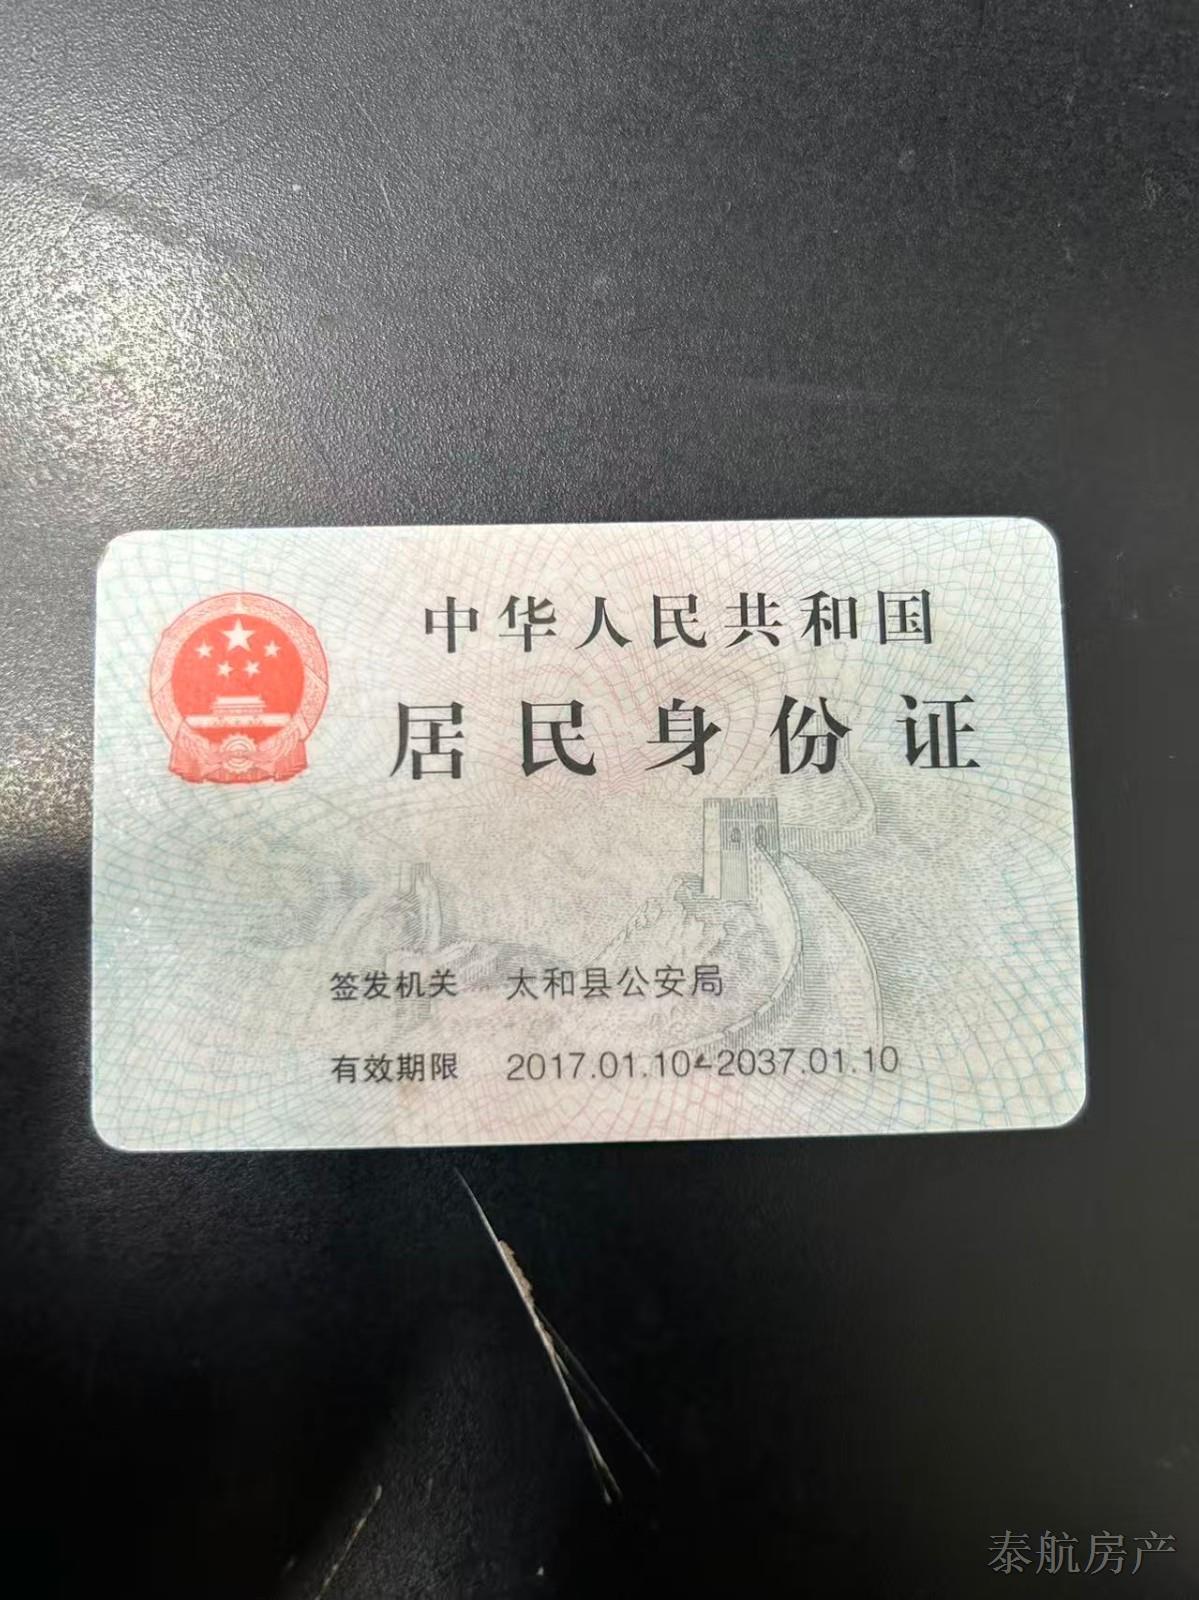 中华人民共和国
居民身份证
签发机关 太和县公安局
有效期限 2017.01.10-2037.01.10
泰航房产